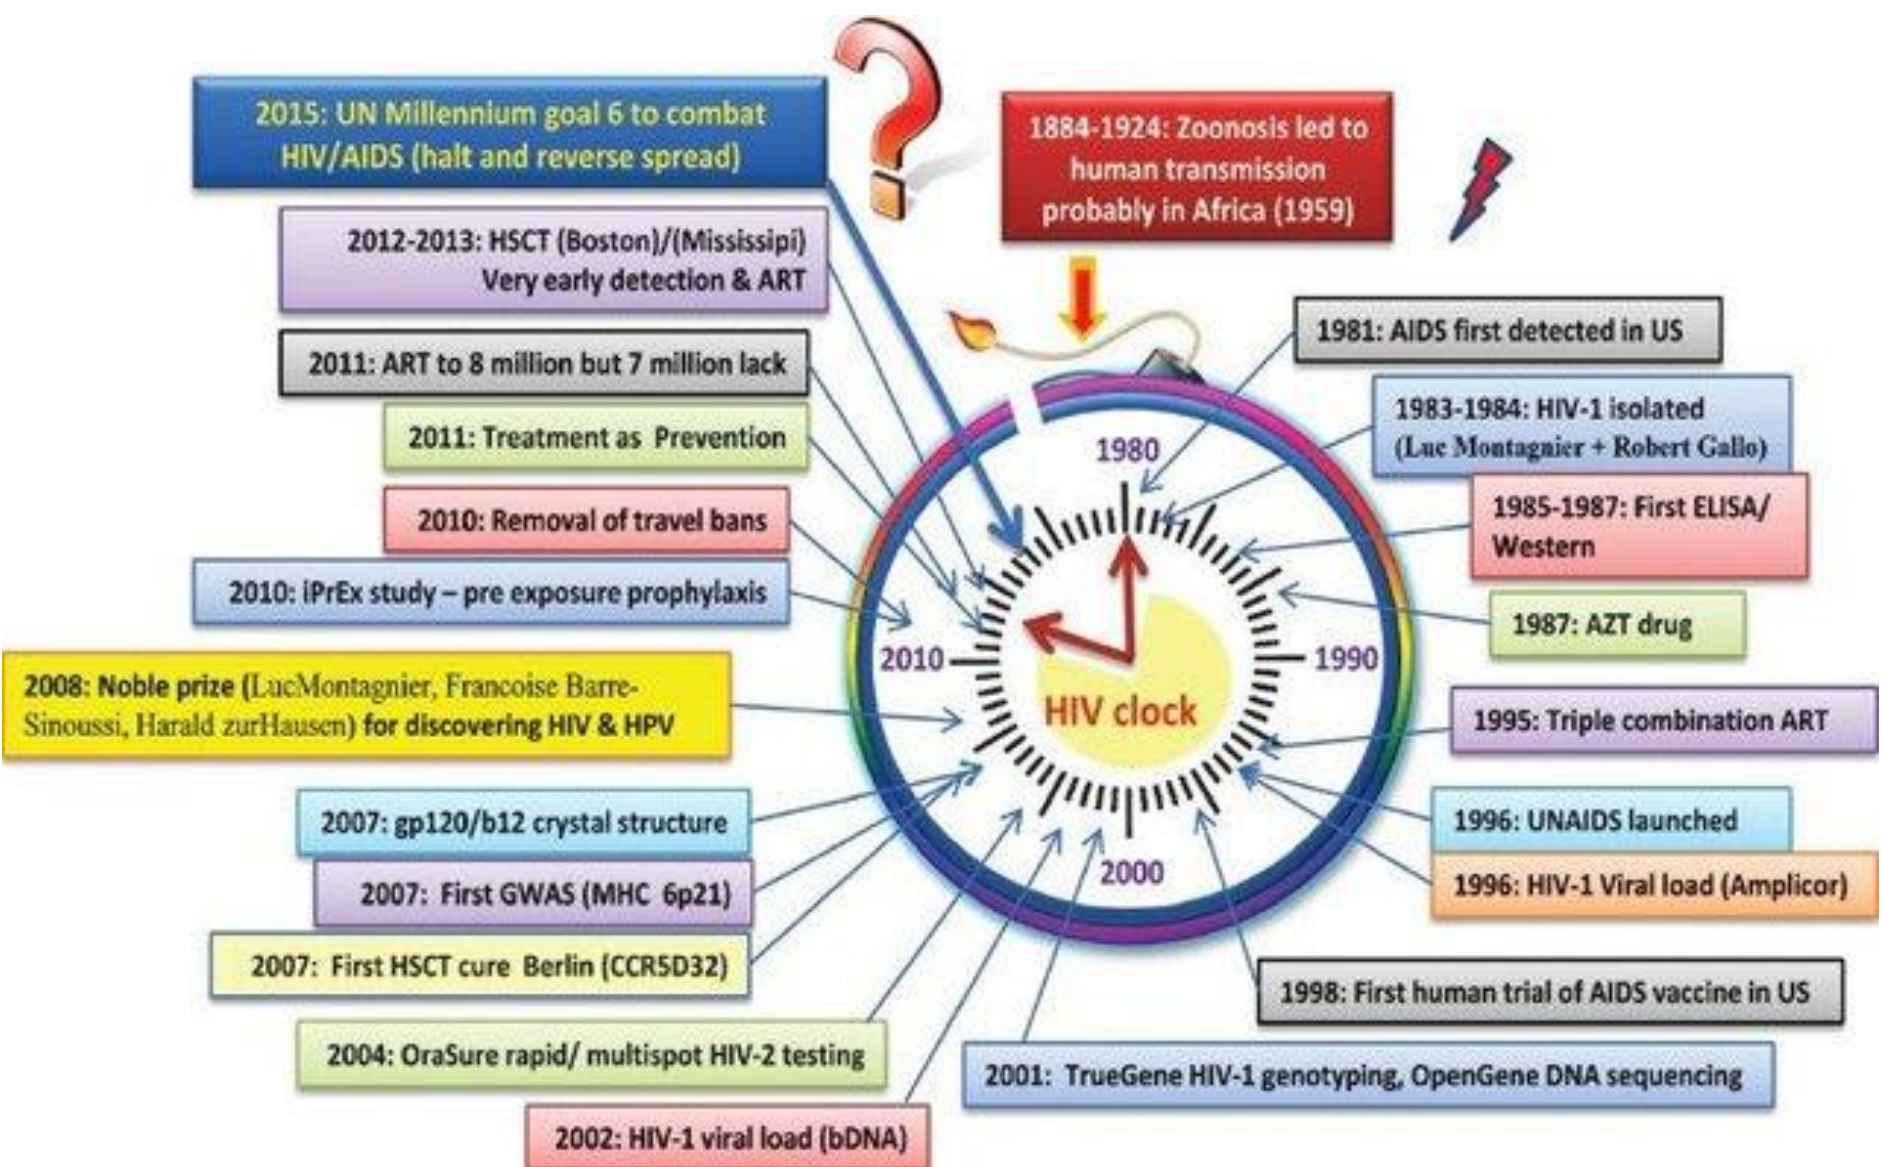 2015: UN Millennium goal 6 to combat
HIV/AIDS (halt and reverse spread)
1884-1924: Zoonosis led to
human transmission
probably in Africa (1959)
2012-2013: HSCT (Boston)/(Mississipi)
Very early detection & ART
2011: ART to 8 million but 7 million lack
2011: Treatment as Prevention
2010: Removal of travel bans
2010: iPrEx study – pre exposure prophylaxis
2008: Noble prize (LucMontagnier, Francoise Barre-
Sinoussi, Harald zurHausen) for discovering HIV & HPV
2007: gp120/b12 crystal structure
2007: First GWAS (MHC 6p21)
2007: First HSCT cure Berlin (CCR5D32)
2004: OraSure rapid/ multispot HIV-2 testing
2002: HIV-1 viral load (bDNA)
1981: AIDS first detected in US
1983-1984: HIV-1 isolated
(Luc Montagnier + Robert Gallo)
1985-1987: First ELISA/
Western
1987: AZT drug
1995: Triple combination ART
1996: UNAIDS launched
1996: HIV-1 Viral load (Amplicor)
1998: First human trial of AIDS vaccine in US
2001: TrueGene HIV-1 genotyping, OpenGene DNA sequencing
1980
1990
2000
2010
HIV clock
?